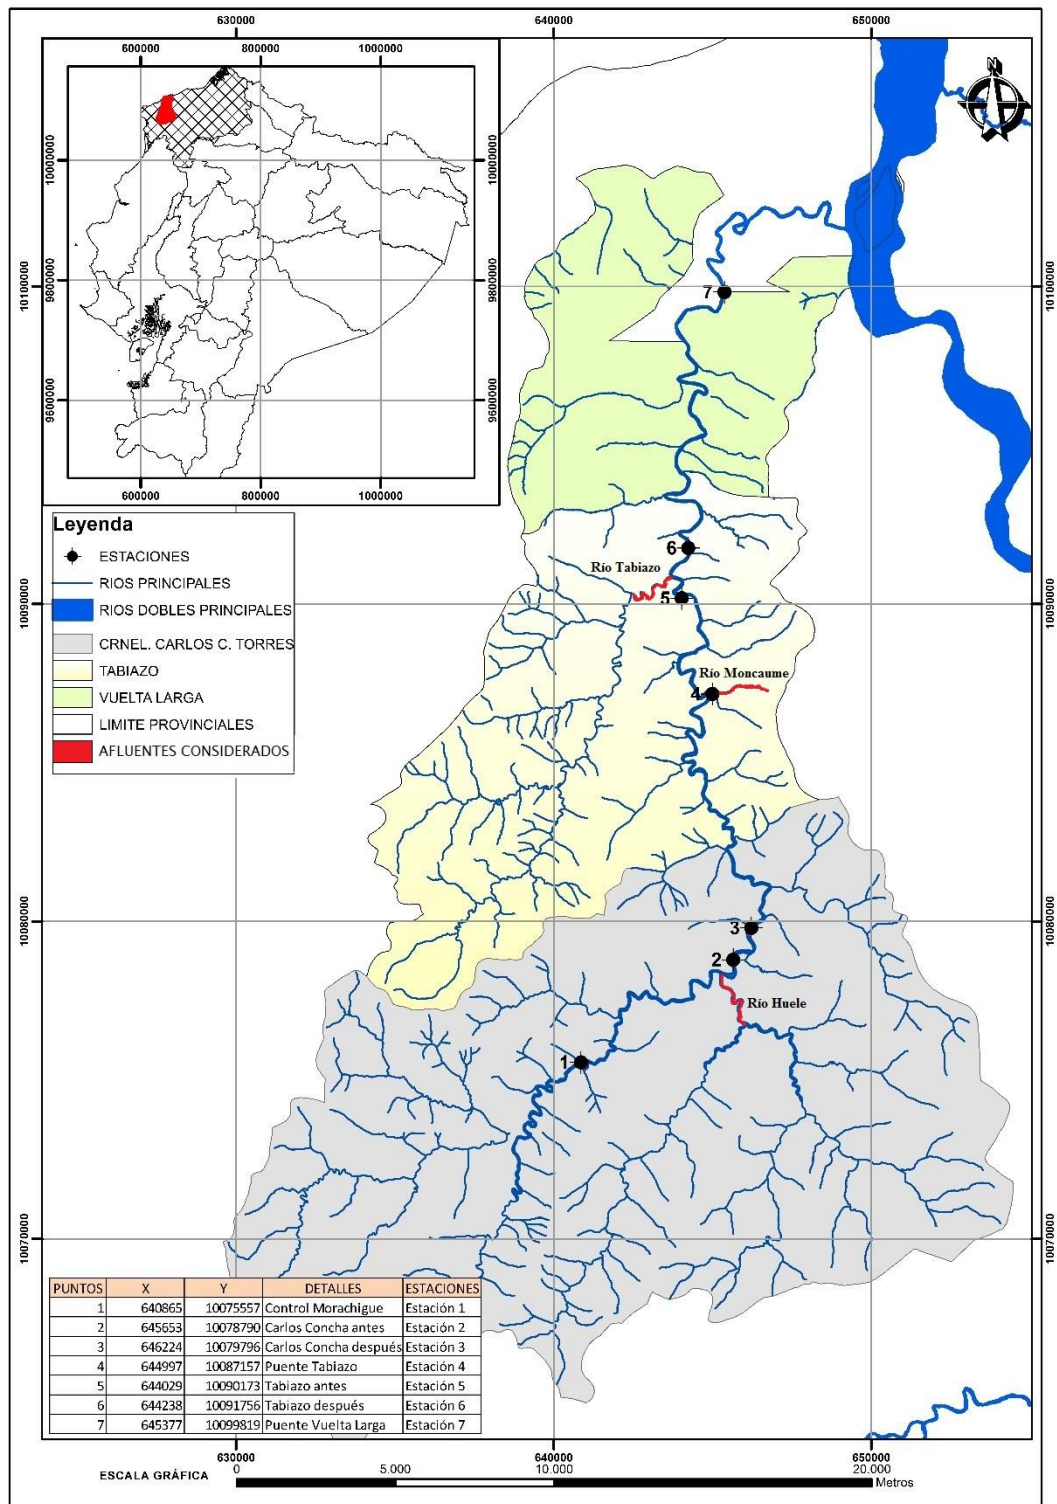 630000 640000 650000
600000 800000 1000000
10000000 9800000 9600000
10000000 9800000 9600000
600000 800000 1000000
N
10100000 10090000 10080000 10070000
10100000 10090000 10080000 10070000
Leyenda
ESTACIONES
RIOS PRINCIPALES
RIOS DOBLES PRINCIPALES
CRNEL. CARLOS C. TORRES
TABIAZO
VUELTA LARGA
LIMITE PROVINCIALES
AFLUENTES CONSIDERADOS
7
6
Río Tabiazo
5
Río Moncaume
4
3
2
Río Huele
1
PUNTOS X Y DETALLES ESTACIONES
1 640865 10075557 Control Morachigue Estación 1
2 645653 10078790 Carlos Concha antes Estación 2
3 646224 10079796 Carlos Concha después Estación 3
4 644997 10087157 Puente Tabiazo Estación 4
5 644029 10090173 Tabiazo antes Estación 5
6 644238 10091756 Tabiazo después Estación 6
7 645377 10099819 Puente Vuelta Larga Estación 7
630000 640000 650000
ESCALA GRÁFICA
0 5.000 10.000 20.000
Metros